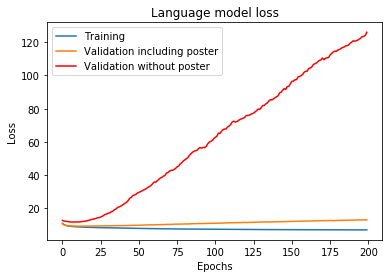 Language model loss
Training
Validation including poster
Validation without poster
Loss
120
100
80
60
40
20
0 25 50 75 100 125 150 175 200
Epochs